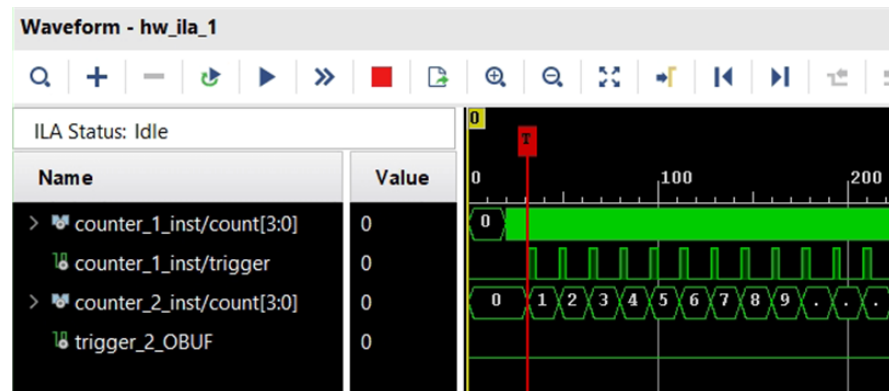 Waveform - hw_ila_1
ILA Status: Idle
0
T
Name Value 0 100 200
counter_1_inst/count[3:0] 0 0
counter_1_inst/trigger 0
counter_2_inst/count[3:0] 0 0 1 2 3 4 5 6 7 8 9 . . .
trigger_2_OBUF 0